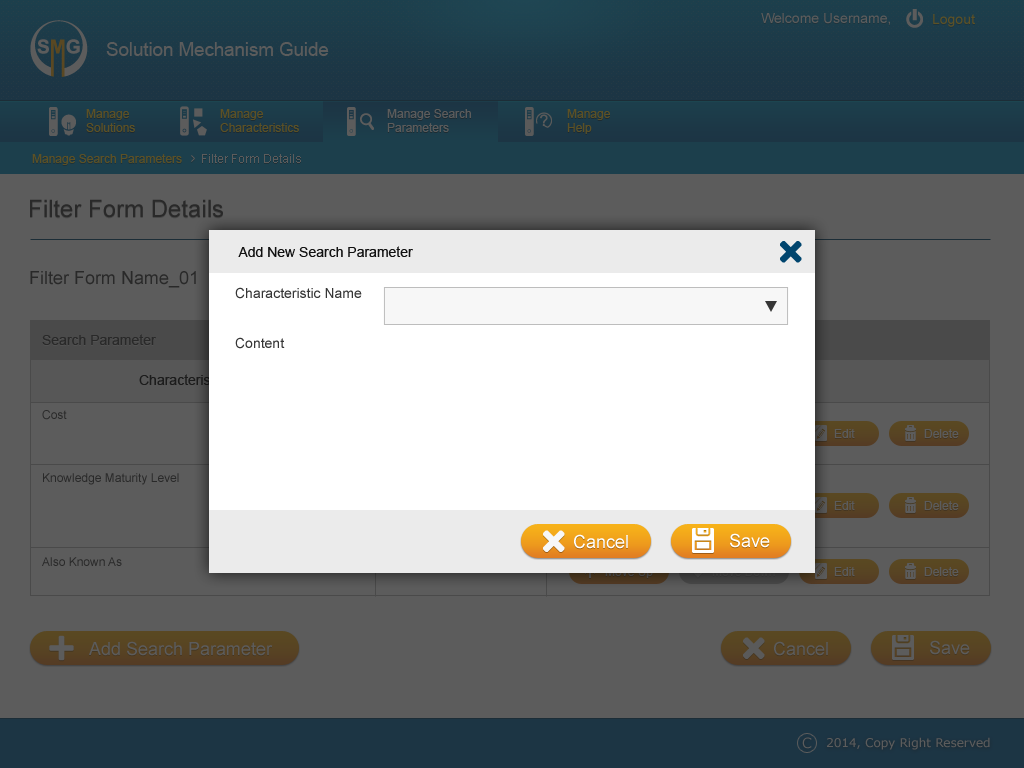 Welcome Username,
Logout
SMG
Solution Mechanism Guide
Manage
Solutions
Manage
Characteristics
Manage Search
Parameters
Manage
Help
Manage Search Parameters > Filter Form Details
Filter Form Details
Add New Search Parameter
Filter Form Name_01
Characteristic Name
Content
Search Parameter
Cost
Edit
Delete
Knowledge Maturity Level
Edit
Delete
Cancel
Save
Also Known As
Edit
Delete
Add Search Parameter
Cancel
Save
© 2014, Copy Right Reserved